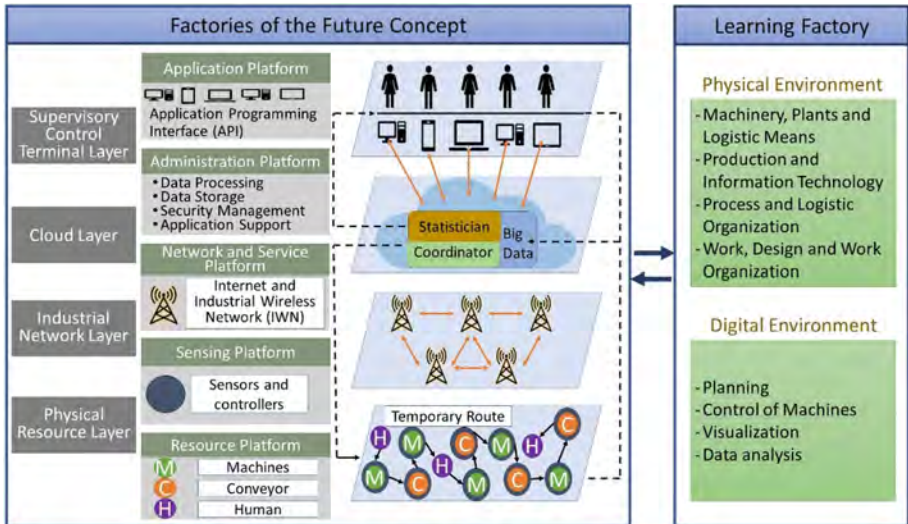 Factories of the Future Concept
Supervisory
Control
Terminal Layer
Cloud Layer
Industrial
Network Layer
Physical
Resource Layer
Application Platform
Application Programming
Interface (API)
Administration Platform
• Data Processing
• Data Storage
• Security Management
• Application Support
Network and Service
Platform
Internet and
Industrial Wireless
Network (IWN)
Sensing Platform
Sensors and
controllers
Resource Platform
M Machines
C Conveyor
H Human
Statistician
Coordinator
Big
Data
Temporary Route
H M C M H C
M C H M C M
Learning Factory
Physical Environment
- Machinery, Plants and
Logistic Means
- Production and
Information Technology
- Process and Logistic
Organization
- Work, Design and Work
Organization
Digital Environment
- Planning
- Control of Machines
- Visualization
- Data analysis